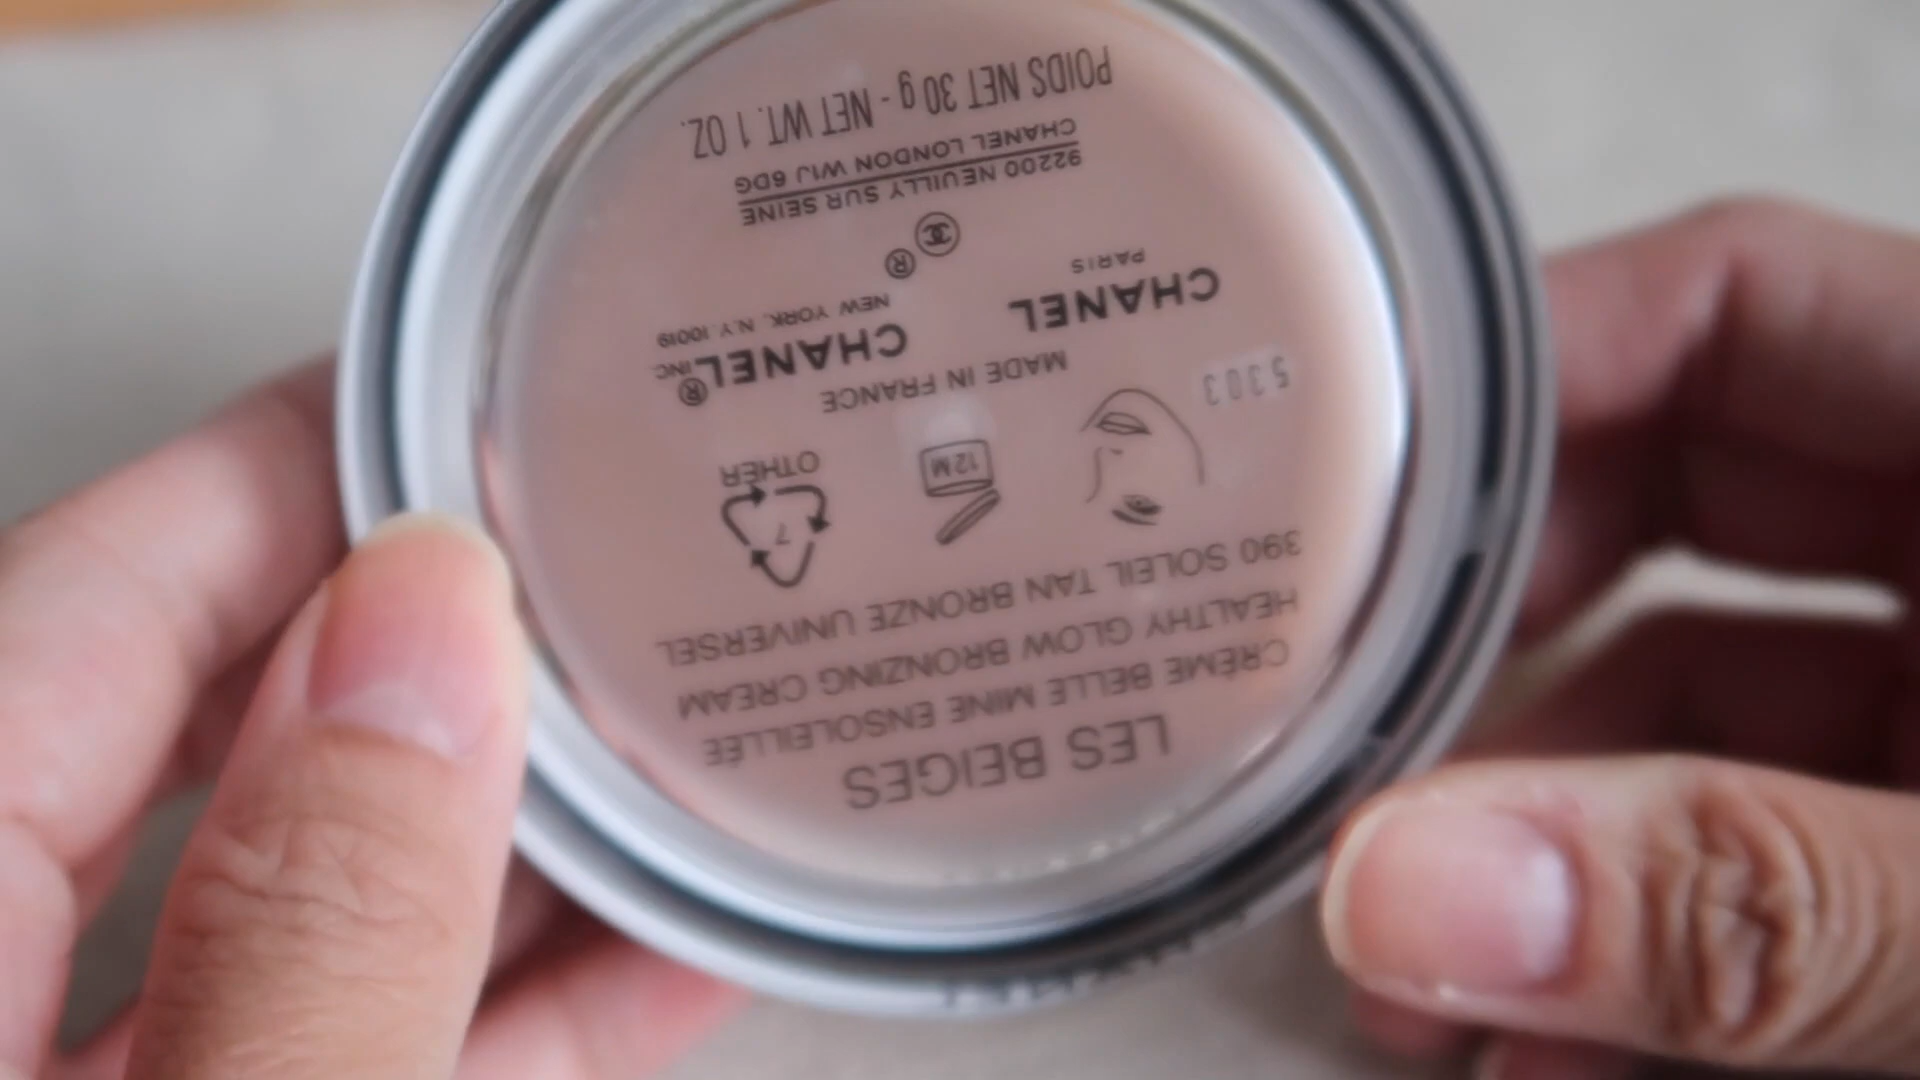 LES BEIGES
CRÈME BELLE MINE ENSOLEILLÉE
HEALTHY GLOW BRONZING CREAM
390 SOLEIL TAN BRONZE UNIVERSEL
12M
7
OTHER
5303
MADE IN FRANCE
CHANEL
PARIS
CHANEL® INC.
NEW YORK, N.Y. 10019
®
92200 NEUILLY SUR SEINE
CHANEL LONDON W1J 6DG
POIDS NET 30 g - NET WT. 1 OZ.